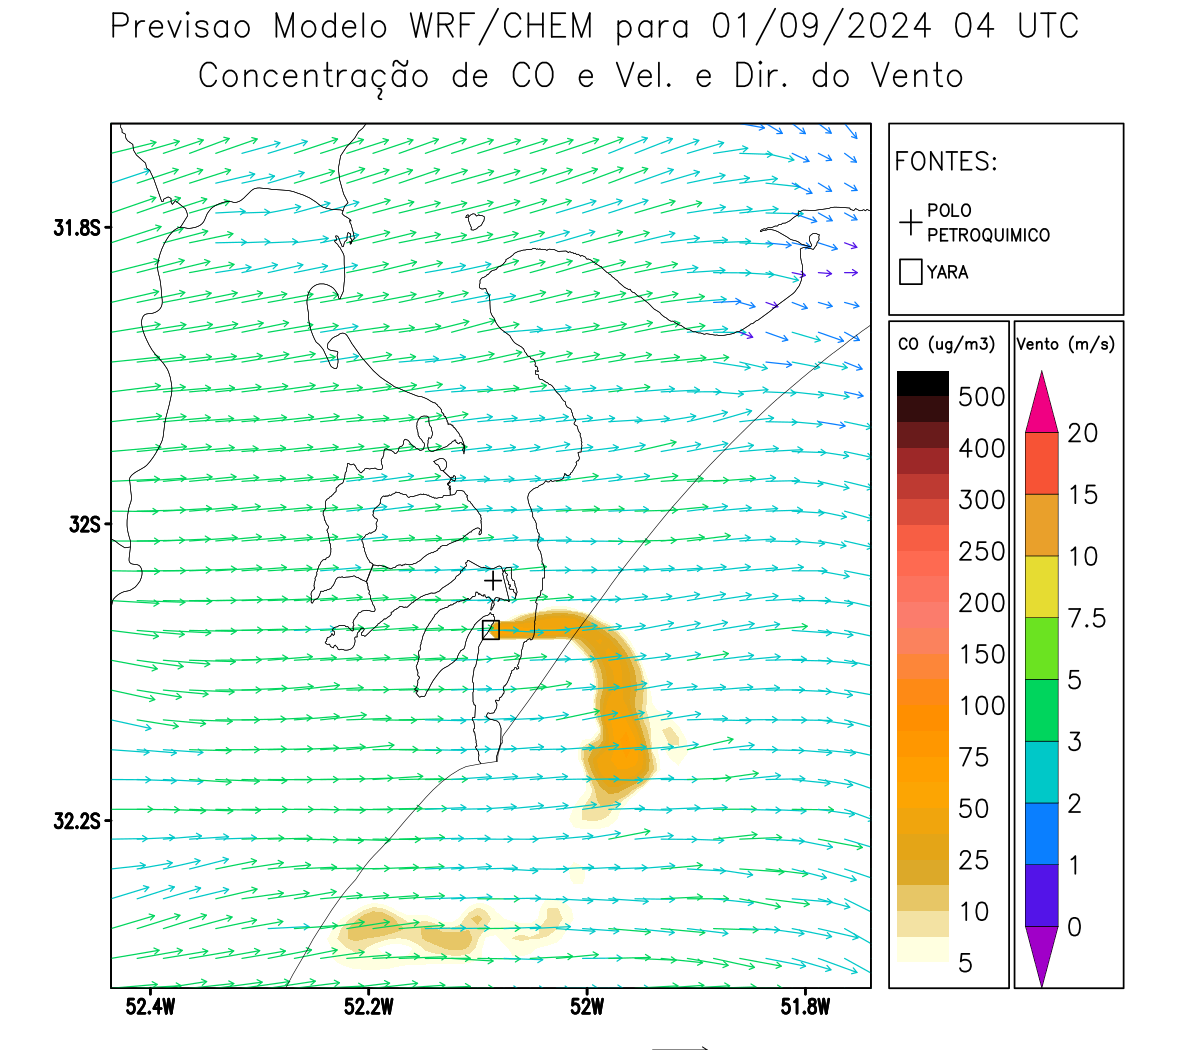 Previsao Modelo WRF/CHEM para 01/09/2024 04 UTC
Concentração de CO e Vel. e Dir. do Vento
FONTES:
POLO
PETROQUIMICO
YARA
CO (ug/m3)
500
400
300
250
200
150
100
75
50
25
10
5
Vento (m/s)
20
15
10
7.5
5
3
2
1
0
31.8S
32S
32.2S
52.4W
52.2W
52W
51.8W